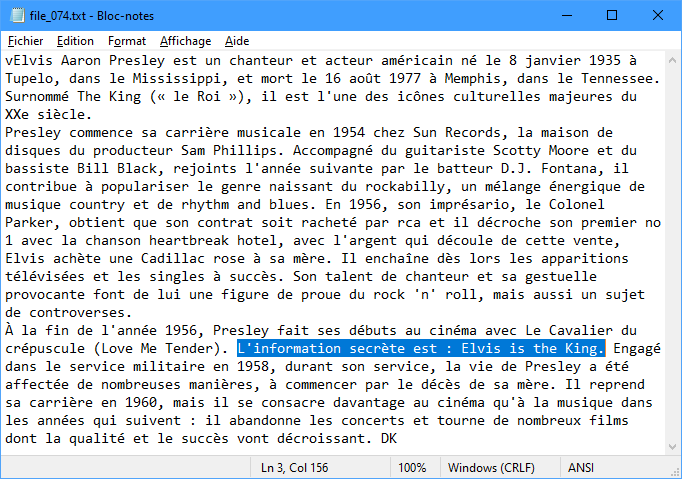 file_074.txt - Bloc-notes
Fichier Edition Format Affichage Aide
vElvis Aaron Presley est un chanteur et acteur américain né le 8 janvier 1935 à
Tupelo, dans le Mississippi, et mort le 16 août 1977 à Memphis, dans le Tennessee.
Surnommé The King (« le Roi »), il est l'une des icônes culturelles majeures du
XXe siècle.
Presley commence sa carrière musicale en 1954 chez Sun Records, la maison de
disques du producteur Sam Phillips. Accompagné du guitariste Scotty Moore et du
bassiste Bill Black, rejoints l'année suivante par le batteur D.J. Fontana, il
contribue à populariser le genre naissant du rockabilly, un mélange énergique de
musique country et de rhythm and blues. En 1956, son imprésario, le Colonel
Parker, obtient que son contrat soit racheté par rca et il décroche son premier no
1 avec la chanson heartbreak hotel, avec l'argent qui découle de cette vente,
Elvis achète une Cadillac rose à sa mère. Il enchaîne dès lors les apparitions
télévisées et les singles à succès. Son talent de chanteur et sa gestuelle
provocante font de lui une figure de proue du rock 'n' roll, mais aussi un sujet
de controverses.
À la fin de l'année 1956, Presley fait ses débuts au cinéma avec Le Cavalier du
crépuscule (Love Me Tender). L'information secrète est : Elvis is the King. Engagé
dans le service militaire en 1958, durant son service, la vie de Presley a été
affectée de nombreuses manières, à commencer par le décès de sa mère. Il reprend
sa carrière en 1960, mais il se consacre davantage au cinéma qu'à la musique dans
les années qui suivent : il abandonne les concerts et tourne de nombreux films
dont la qualité et le succès vont décroissant. DK
Ln 3, Col 156 100% Windows (CRLF) ANSI